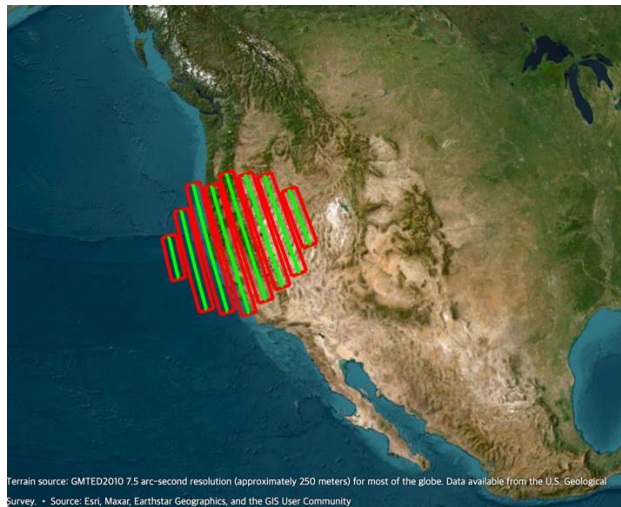 Terrain source: GMTED2010 7.5 arc-second resolution (approximately 250 meters) for most of the globe. Data available from the U.S. Geological
Survey. • Source: Esri, Maxar, Earthstar Geographics, and the GIS User Community